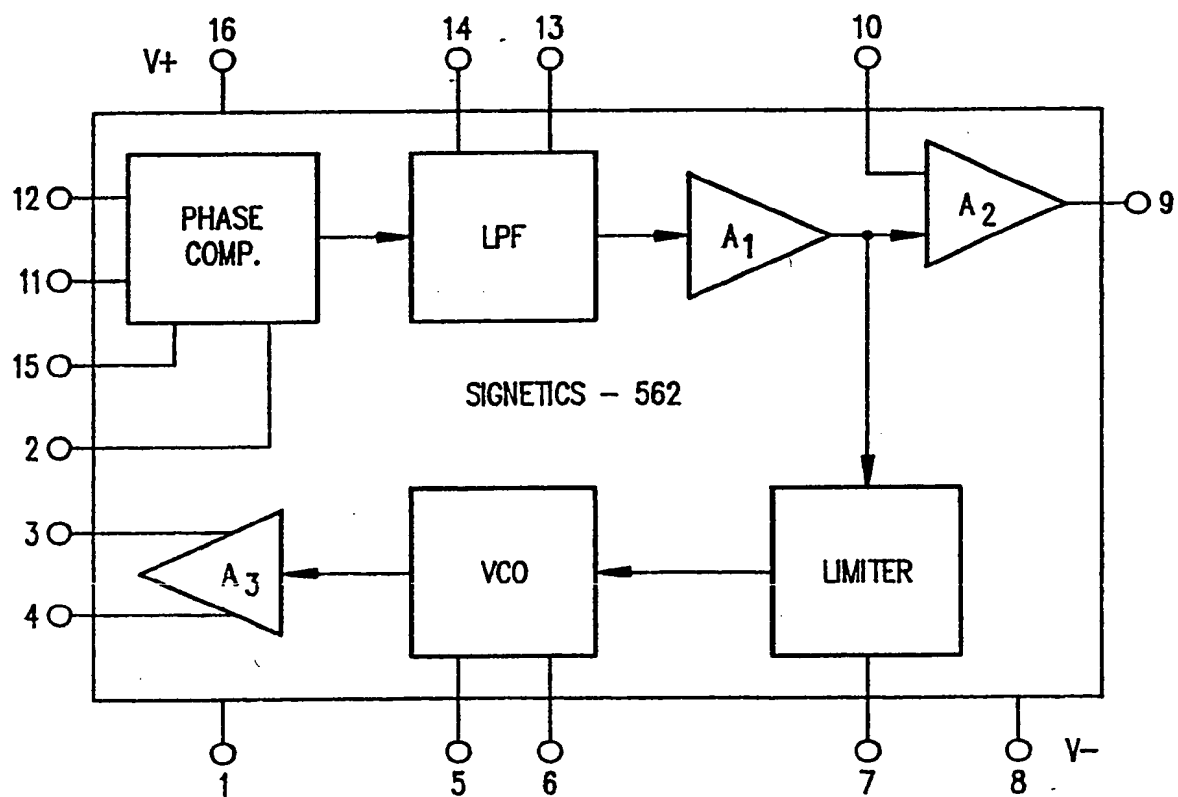 16
14
13
10
V+
12
PHASE
COMP.
LPF
A1
A2
9
11
15
SIGNETICS - 562
2
3
A3
VCO
LIMITER
4
1
5
6
7
8
V-